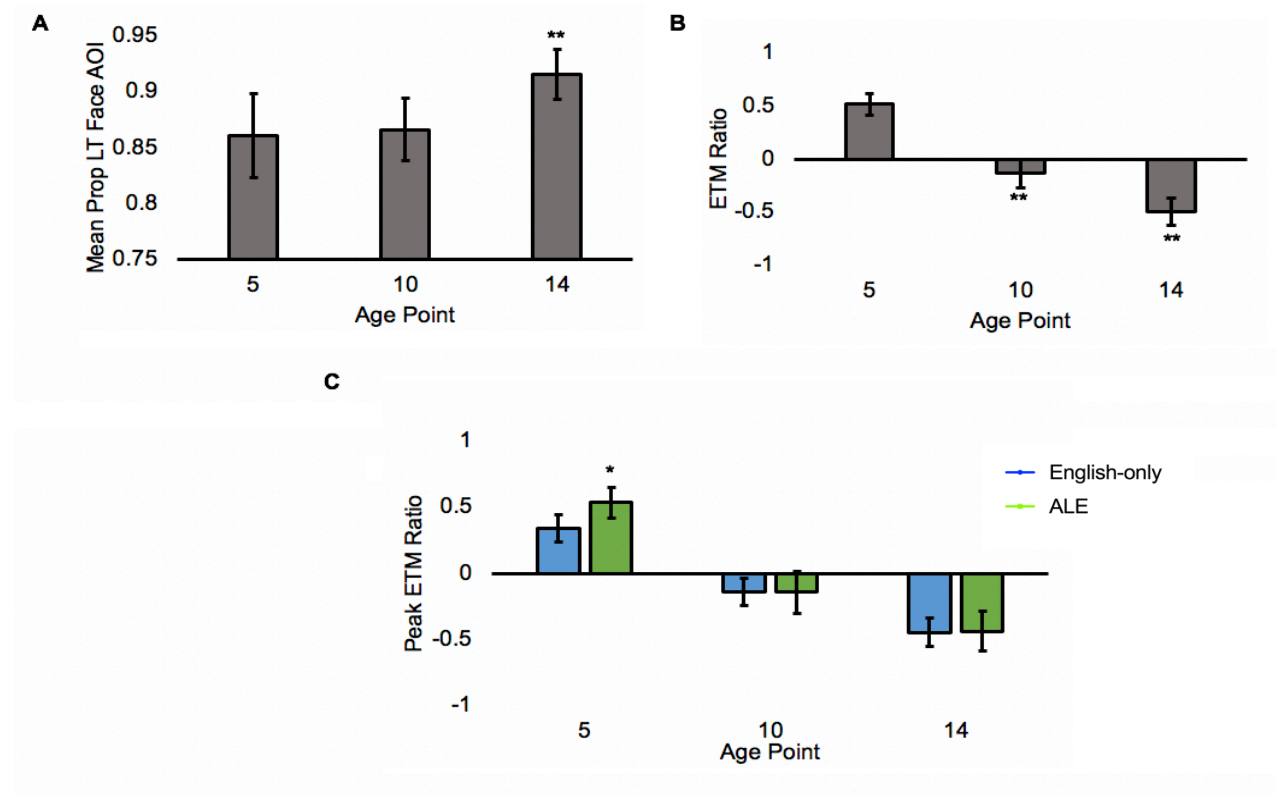 A
Mean Prop LT Face AOI
0.95
0.9
0.85
0.8
0.75
**
5 10 14
Age Point
B
ETM Ratio
1
0.5
0
-0.5
-1
**
**
5 10 14
Age Point
C
Peak ETM Ratio
1
0.5
0
-0.5
-1
*
English-only
ALE
5 10 14
Age Point